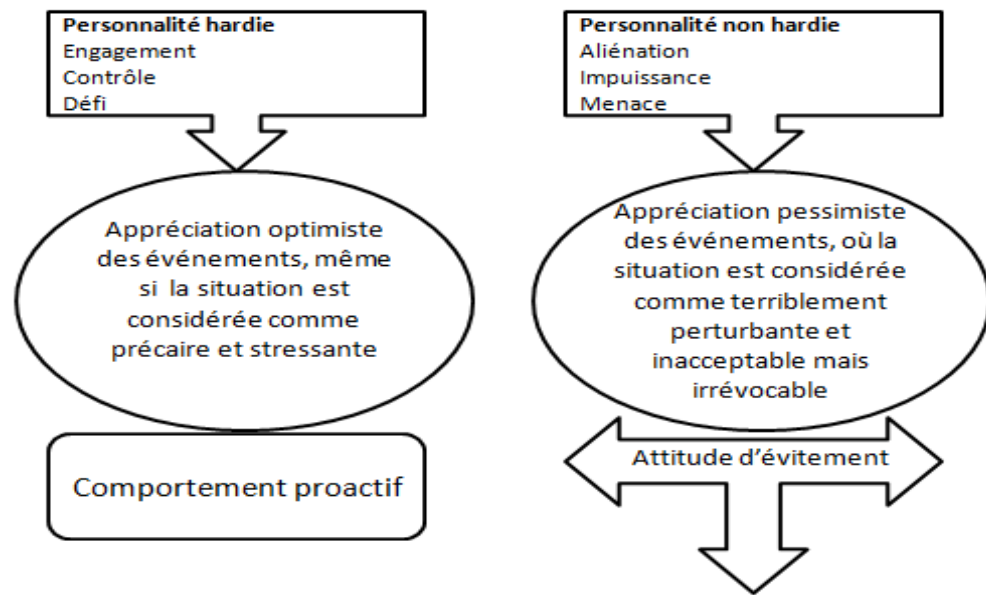 Personnalité hardie
Engagement
Contrôle
Défi
Appréciation optimiste
des événements, même
si la situation est
considérée comme
précaire et stressante
Comportement proactif
Personnalité non hardie
Aliénation
Impuissance
Menace
Appréciation pessimiste
des événements, où la
situation est considérée
comme terriblement
perturbante et
inacceptable mais
irrévocable
Attitude d’évitement